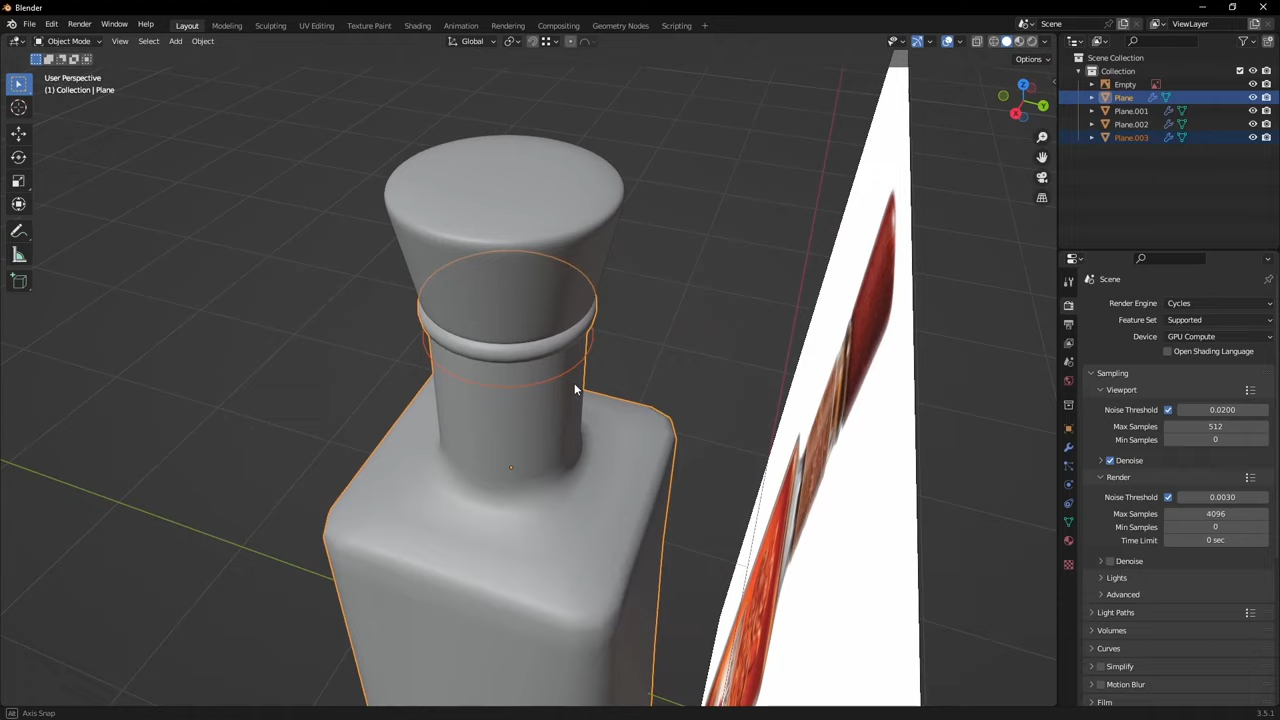 Blender
File Edit Render Window Help Layout Modeling Sculpting UV Editing Texture Paint Shading Animation Rendering Compositing Geometry Nodes Scripting + Scene ViewLayer
Object Mode View Select Add Object Global
Options
User Perspective
(1) Collection | Plane
Scene Collection
Collection
Empty
Plane
Plane.001
Plane.002
Plane.003
Z
Y
X
Scene
Render Engine Cycles
Feature Set Supported
Device GPU Compute
Open Shading Language
Sampling
Viewport
Noise Threshold 0.0200
Max Samples 512
Min Samples 0
Denoise
Render
Noise Threshold 0.0030
Max Samples 4096
Min Samples 0
Time Limit 0 sec
Denoise
Lights
Advanced
Light Paths
Volumes
Curves
Simplify
Motion Blur
Film
Alt Axis Snap 3.5.1